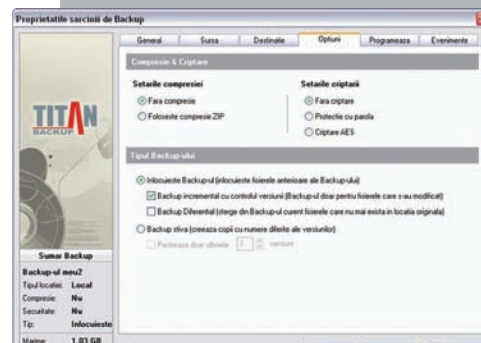 Proprietatile sarcinii de Backup
General Sursa Destinatie Optiuni Programeaza Evenimente
Compresie & Criptare
Setarile compresiei Setarile criptarii
Fara compresie Fara criptare
Foloseste compresie ZIP Protectie cu parola
Criptare AES
TITAN
BACKUP
Tipul Backup-ului
Inlocuieste Backup-ul (inlocuieste fisierele anterioare ale Backup-ului)
Backup incremental cu controlul versiunii (Backup-ul doar pentru fisierele care s-au modificat)
Backup Diferential (sterge din Backup-ul curent fisierele care nu mai exista in locatia originala)
Backup stiva (creeaza copii cu numere diferite ale versiunilor)
Pastreaza doar ultimele 2 versiuni
Sumar Backup
Backup-ul meu2
Tipul locatiei: Local
Compresie: Nu
Securitate: Nu
Tip: Inlocuieste
Marime: 1.03 GB